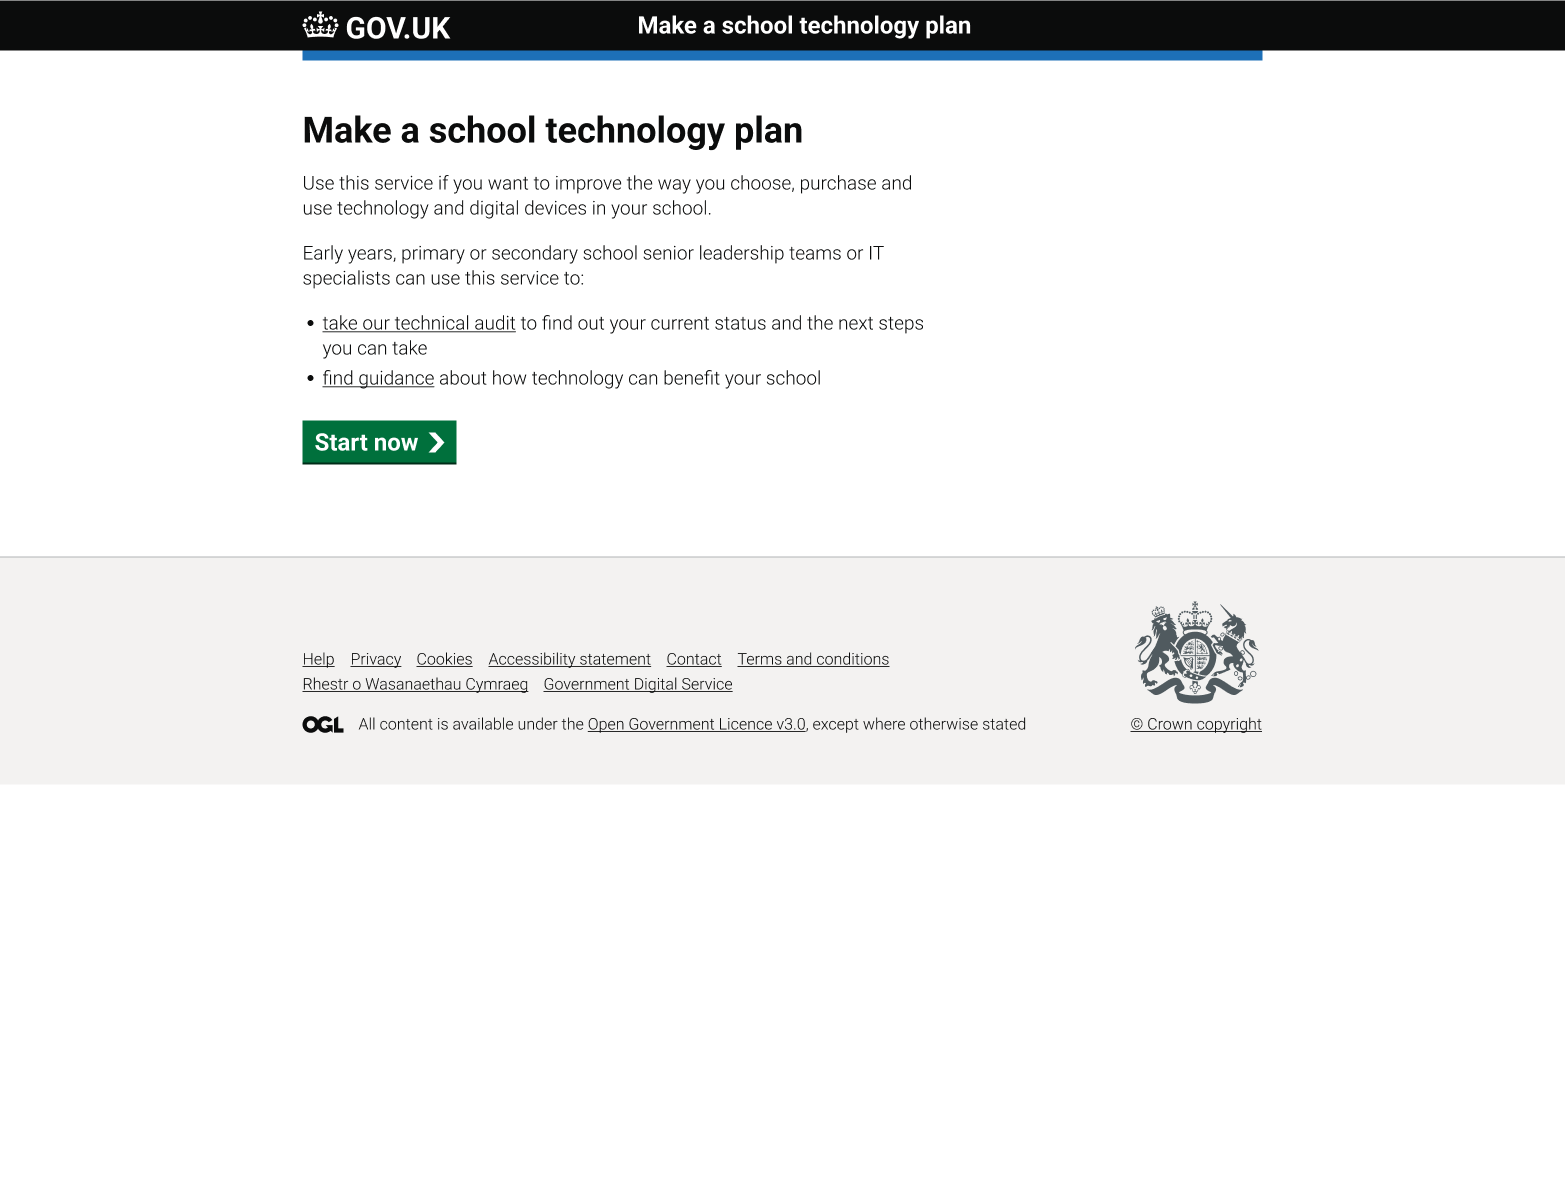 GOV.UK
Make a school technology plan
Make a school technology plan
Use this service if you want to improve the way you choose, purchase and
use technology and digital devices in your school.
Early years, primary or secondary school senior leadership teams or IT
specialists can use this service to:
• take our technical audit to find out your current status and the next steps
you can take
• find guidance about how technology can benefit your school
Start now
Help Privacy Cookies Accessibility statement Contact Terms and conditions
Rhestr o Wasanaethau Cymraeg Government Digital Service
OGL All content is available under the Open Government Licence v3.0, except where otherwise stated
© Crown copyright